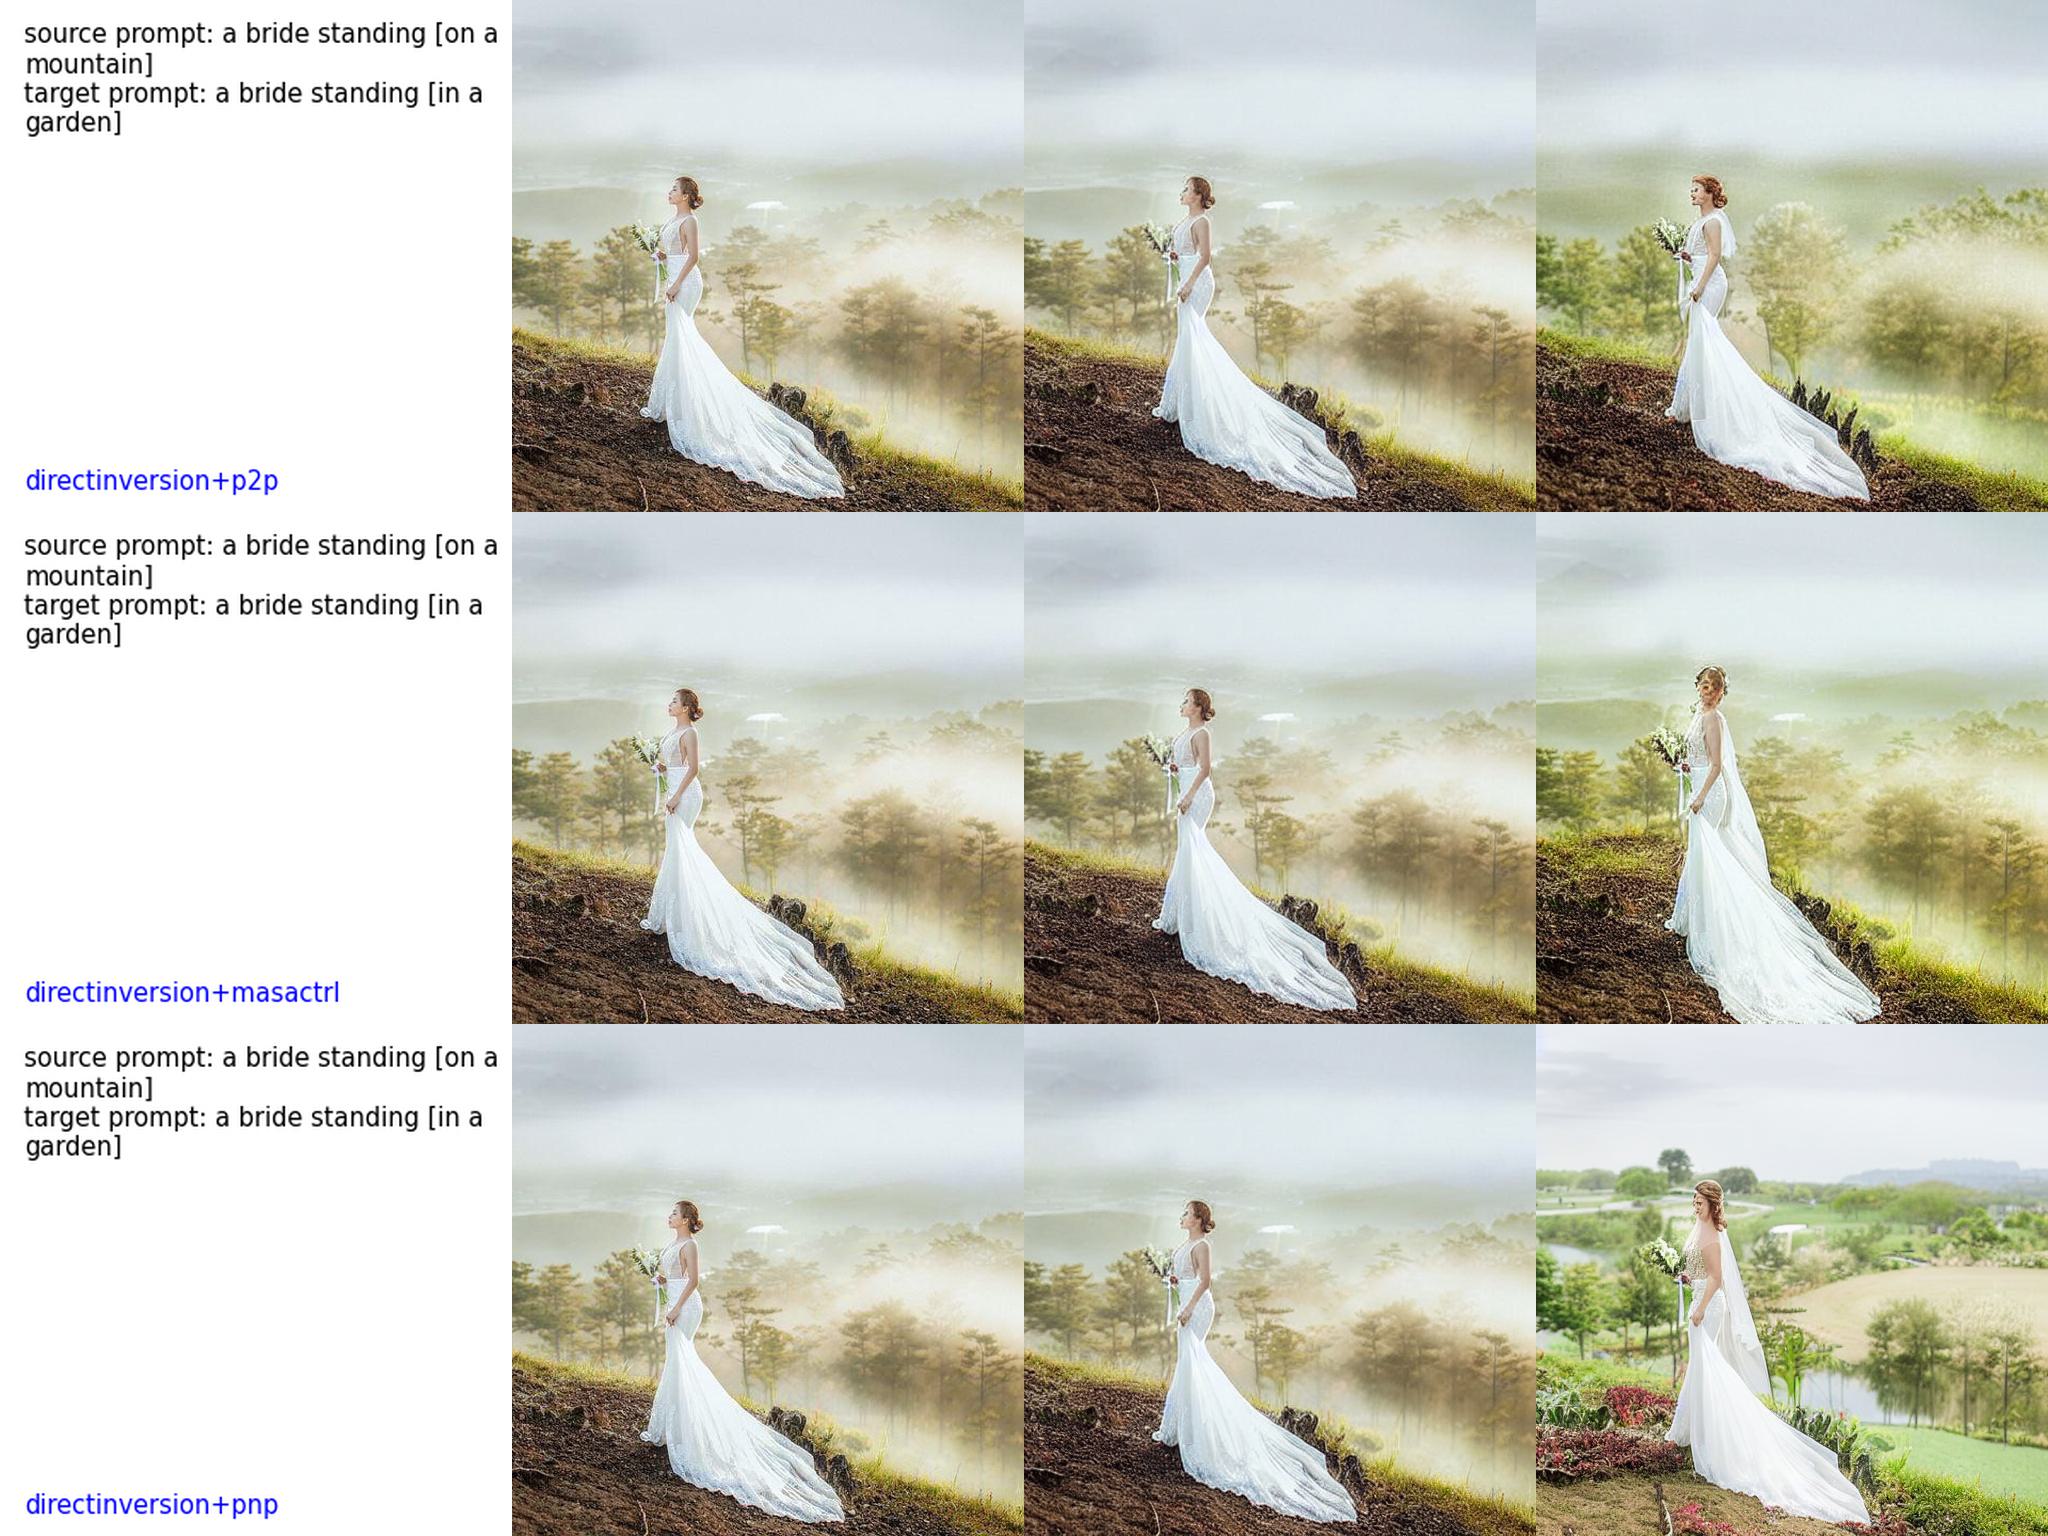 source prompt: a bride standing [on a
mountain]
target prompt: a bride standing [in a
garden]
directinversion+p2p
source prompt: a bride standing [on a
mountain]
target prompt: a bride standing [in a
garden]
directinversion+masactrl
source prompt: a bride standing [on a
mountain]
target prompt: a bride standing [in a
garden]
directinversion+pnp